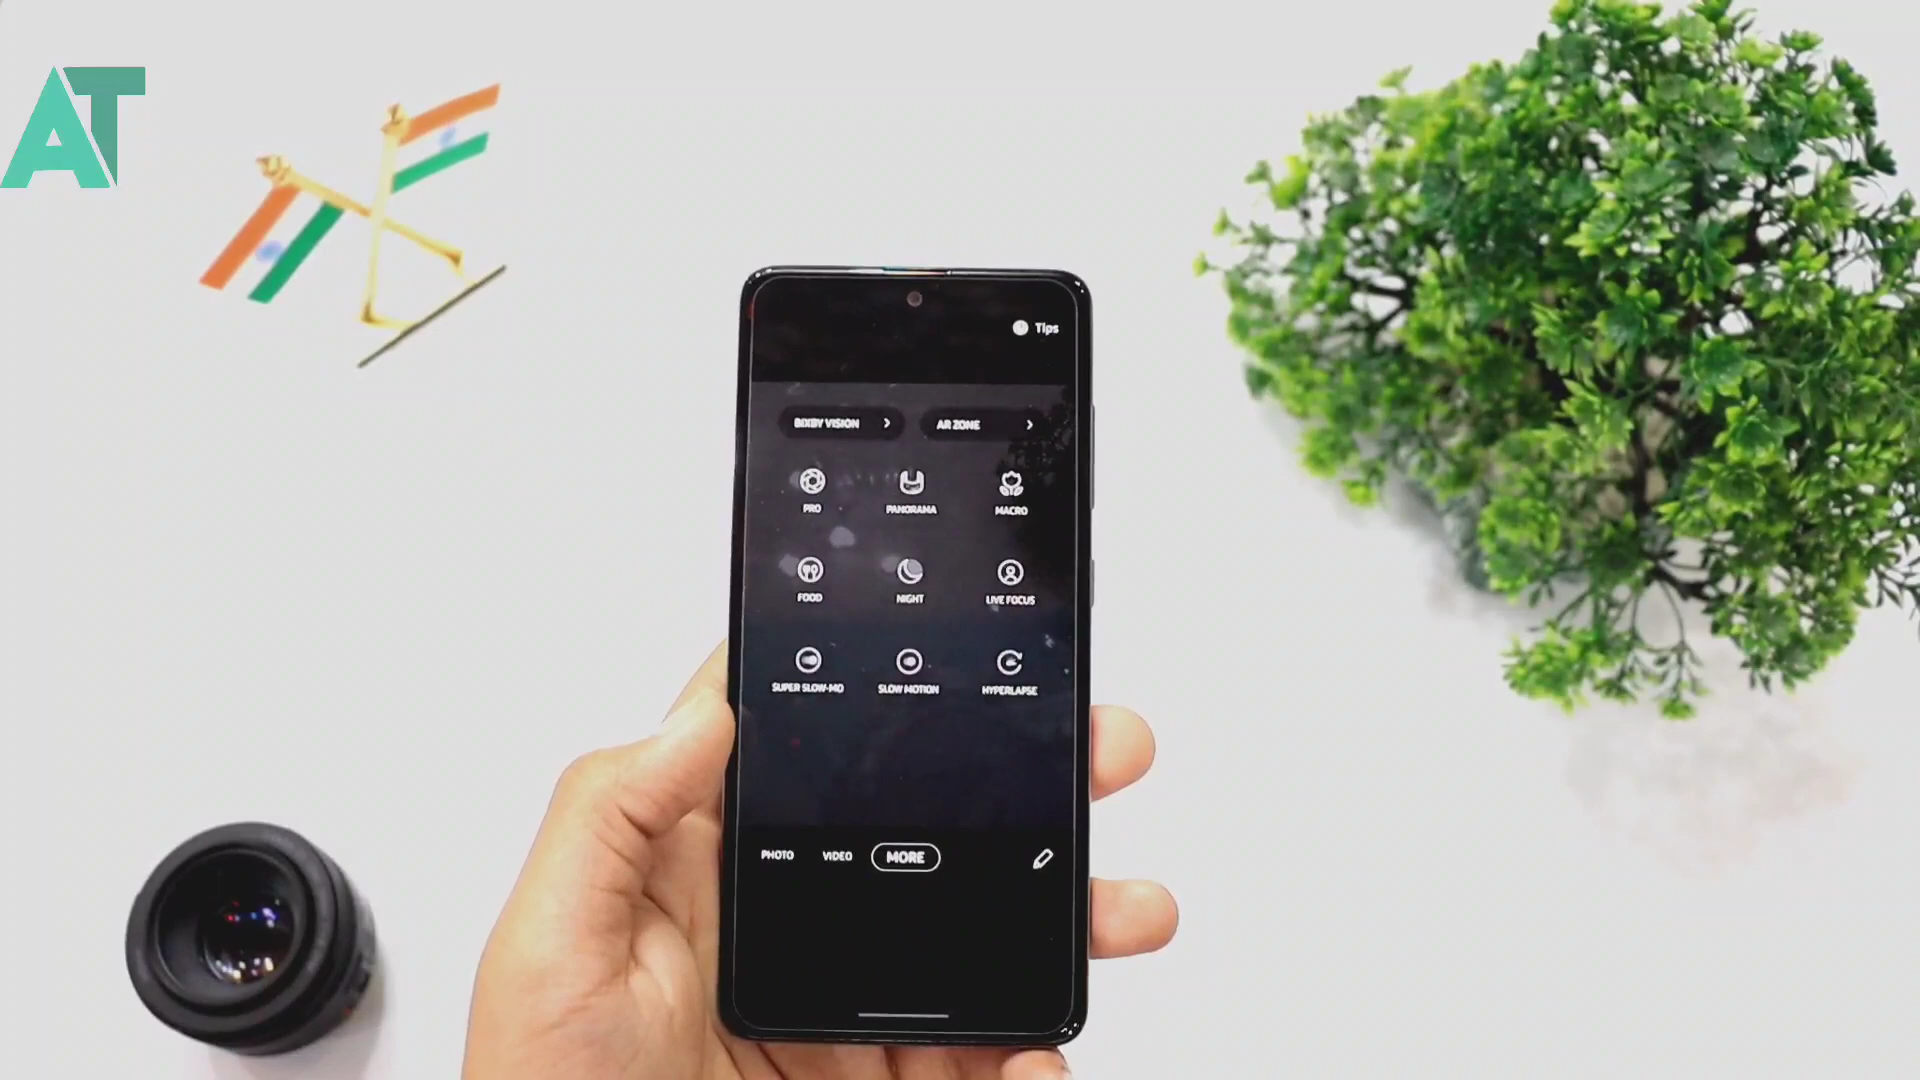 AT
Tips
BIXBY VISION
AR ZONE
PRO
PANORAMA
MACRO
FOOD
NIGHT
LIVE FOCUS
SUPER SLOW-MO
SLOW MOTION
HYPERLAPSE
PHOTO
VIDEO
MORE